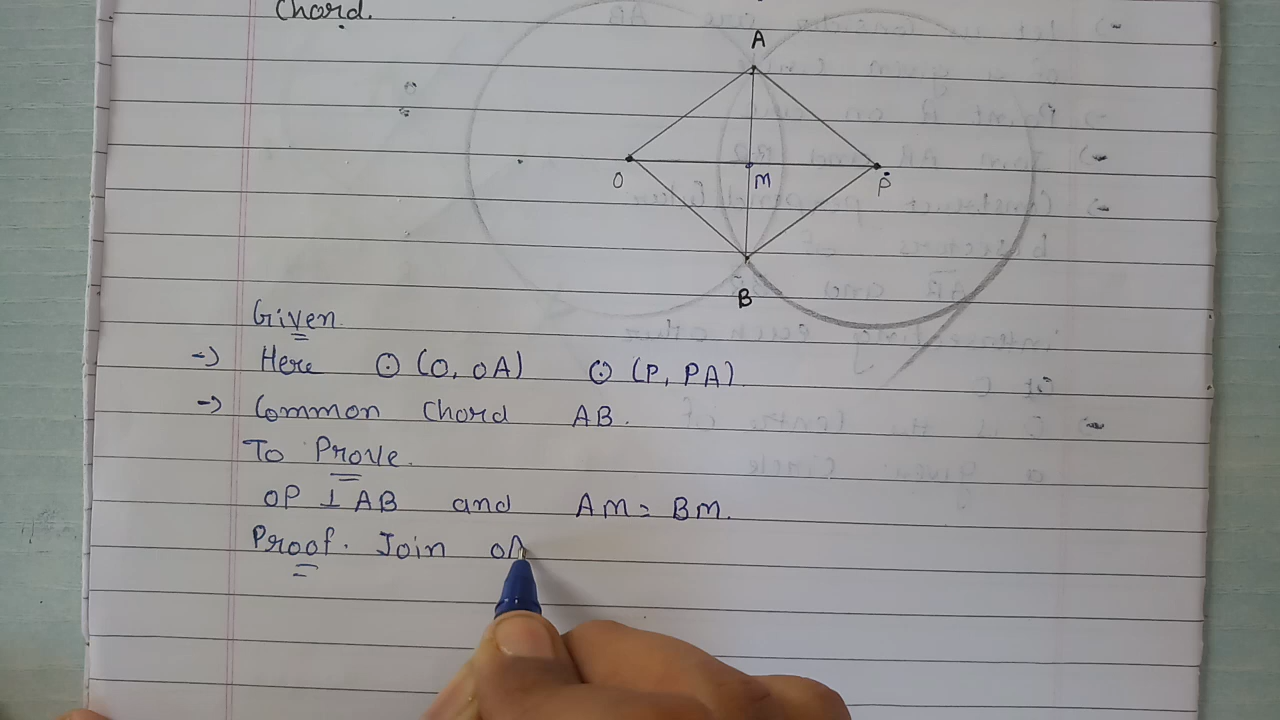 Chord.
A
O
M
P
B
Given.
-) Here ⊙ (O, OA) ⊙ (P, PA)
-) Common Chord AB.
To Prove.
OP ⊥ AB and AM = BM.
Proof. Join OA